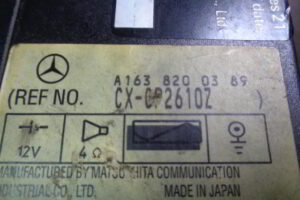 A163 820 03 89
(REF NO. CX-CP2610Z)
12V
4Ω
MANUFACTURED BY MATSUSHITA COMMUNICATION
INDUSTRIAL CO., LTD. MADE IN JAPAN